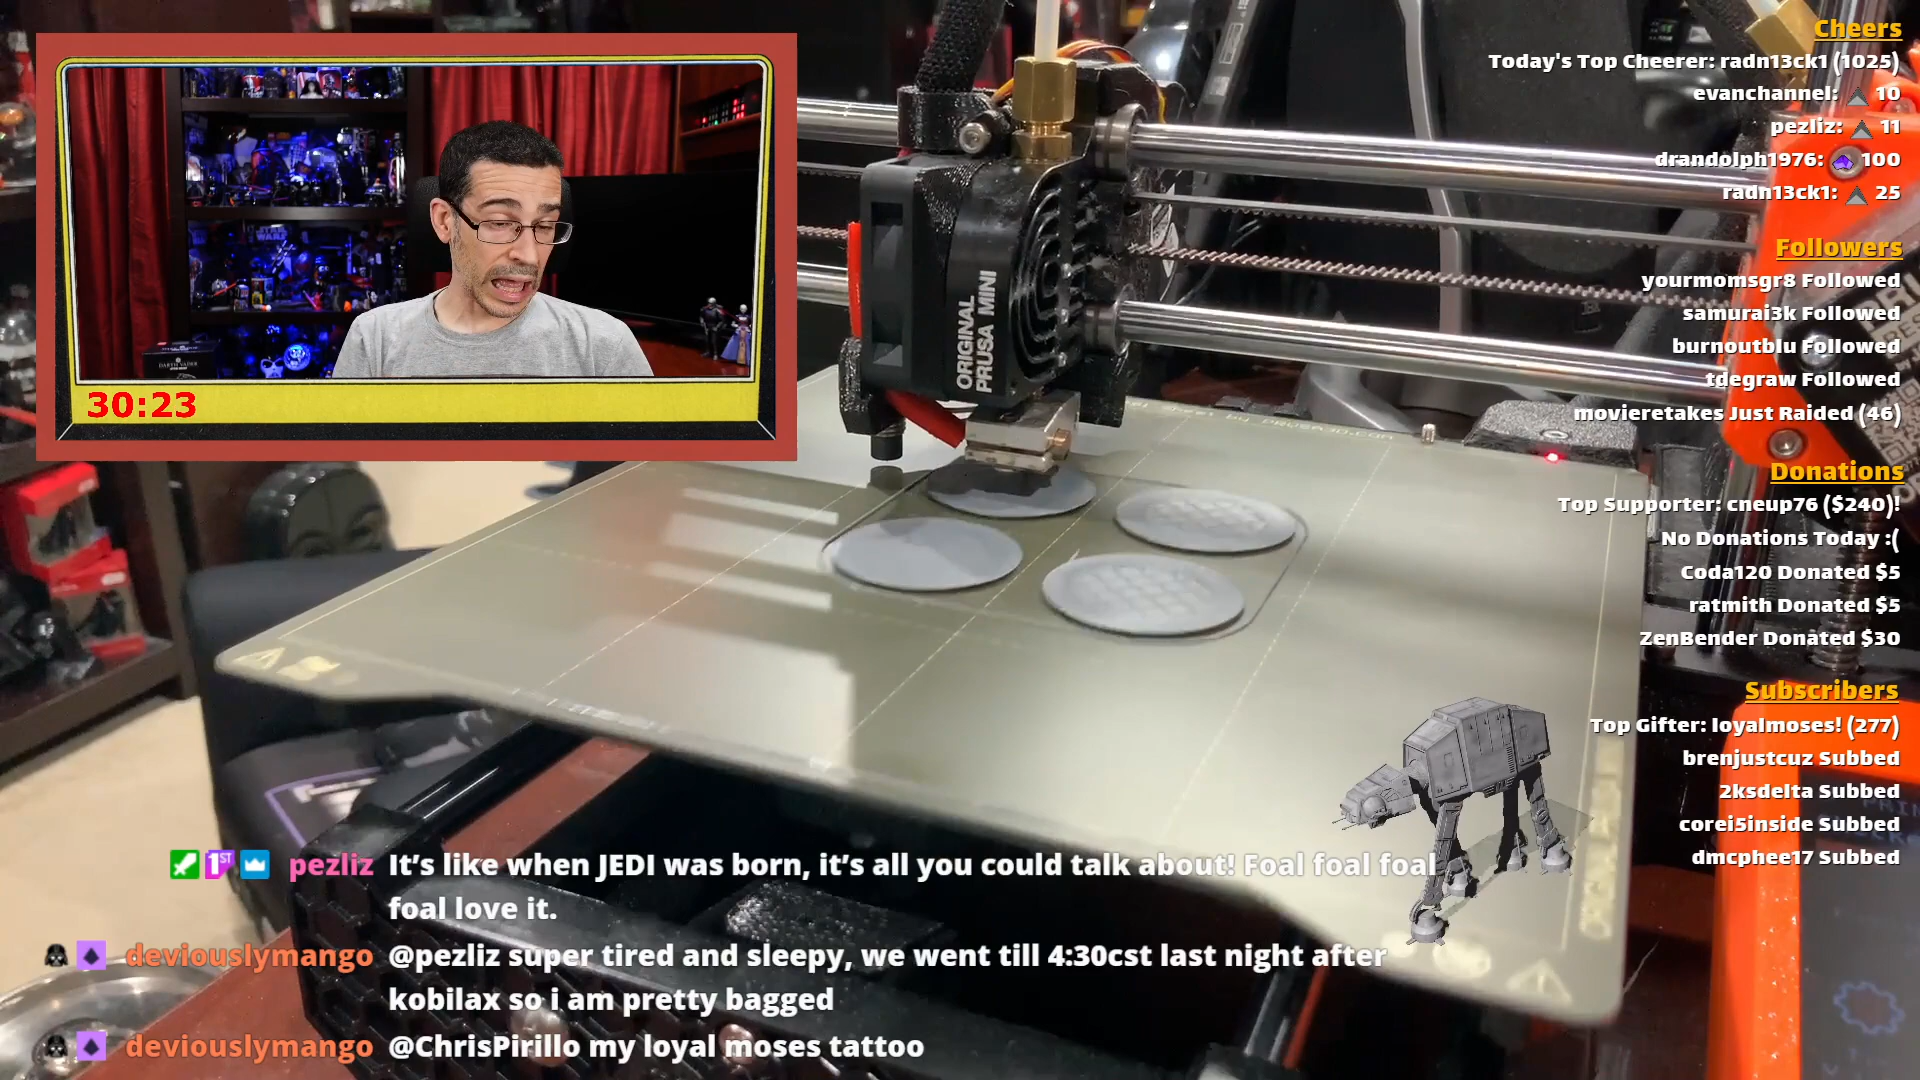 STAR
WARS
DARTH VADER
30:23
ORIGINAL
PRUSA MINI
Cheers
Today's Top Cheerer: radn13ck1 (1025)
evanchannel: 10
pezliz: 11
drandolph1976: 100
radn13ck1: 25
Followers
yourmomsgr8 Followed
samurai3k Followed
burnoutblu Followed
tdegraw Followed
movieretakes Just Raided (46)
Donations
Top Supporter: cneup76 ($240)!
No Donations Today :(
Coda120 Donated $5
ratmith Donated $5
ZenBender Donated $30
Subscribers
Top Gifter: loyalmoses! (277)
brenjustcuz Subbed
2ksdelta Subbed
corei5inside Subbed
dmcphee17 Subbed
1ST pezliz It’s like when JEDI was born, it’s all you could talk about! Foal foal foal
foal love it.
deviouslymango @pezliz super tired and sleepy, we went till 4:30cst last night after
kobilax so i am pretty bagged
deviouslymango @ChrisPirillo my loyal moses tattoo